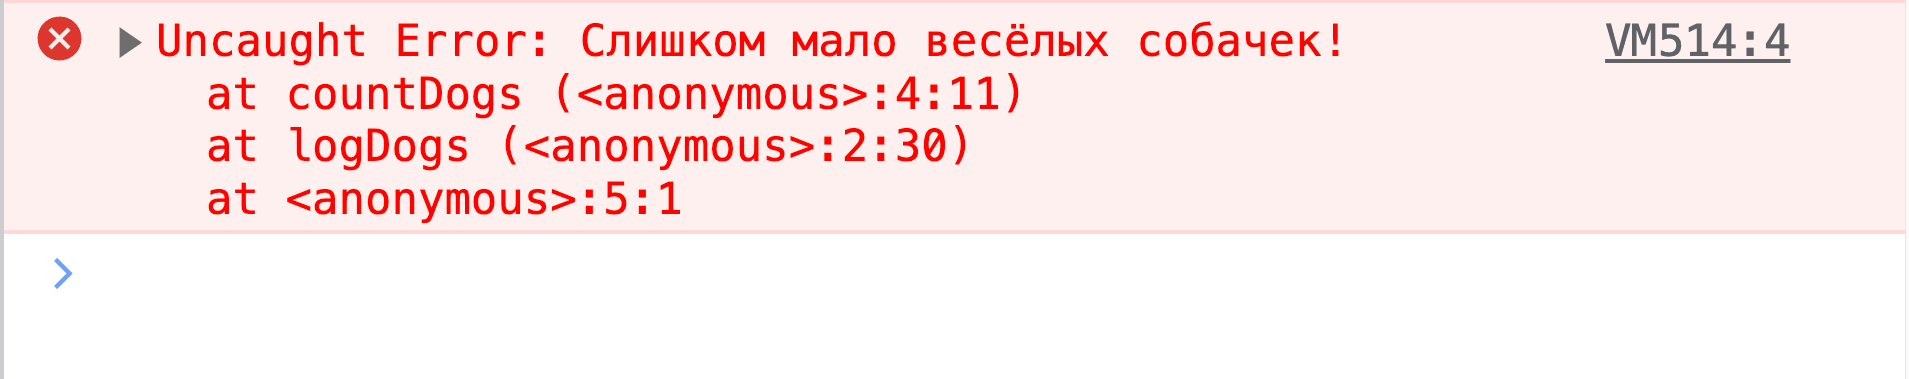 Uncaught Error: Слишком мало весёлых собачек! VM514:4
at countDogs (<anonymous>:4:11)
at logDogs (<anonymous>:2:30)
at <anonymous>:5:1